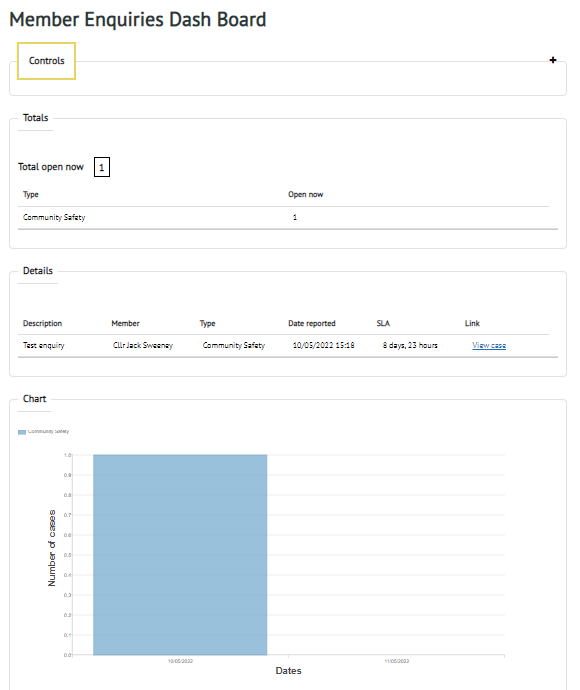 Member Enquiries Dash Board
Controls
+
Totals
Total open now 1
Type Open now
Community Safety 1
Details
Description Member Type Date reported SLA Link
Test enquiry Cllr Jack Sweeney Community Safety 10/05/2022 15:18 8 days, 23 hours View case
Chart
Community Safety
1.0
0.9
0.8
0.7
0.6
0.5
0.4
0.3
0.2
0.1
0.0
Number of cases
10/05/2022 11/05/2022
Dates